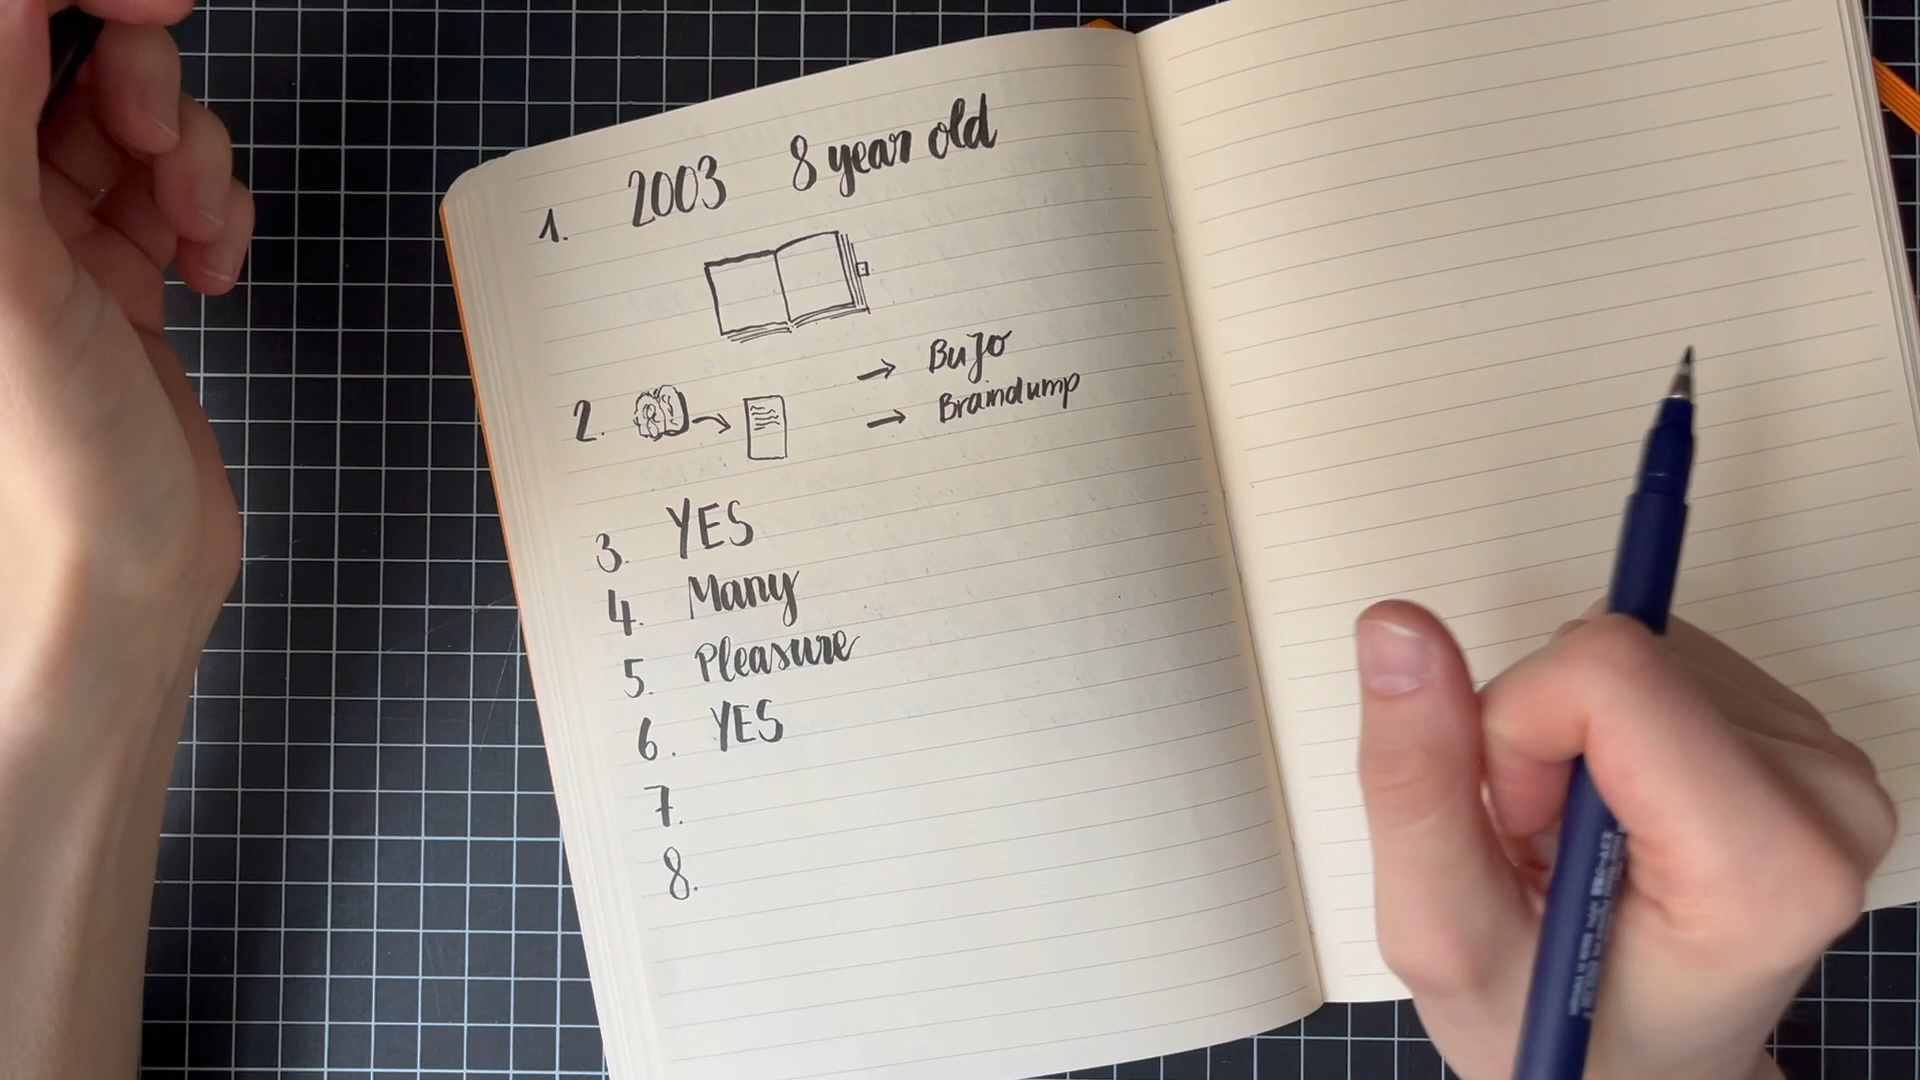 1. 2003 8 year old
2. → BuJo
→ Braindump
3. YES
4. Many
5. Pleasure
6. YES
7.
8.